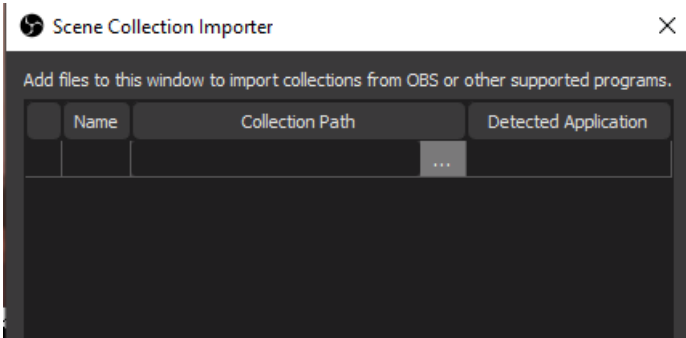 Scene Collection Importer
Add files to this window to import collections from OBS or other supported programs.
Name Collection Path Detected Application
...